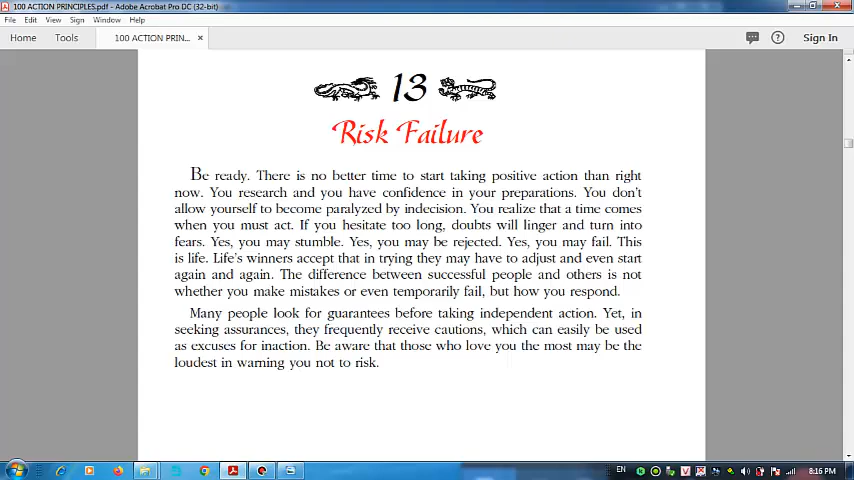 100 ACTION PRINCIPLES.pdf - Adobe Acrobat Pro DC (32-bit)
File Edit View Sign Window Help
Home Tools 100 ACTION PRIN... × Sign In
13
Risk Failure
Be ready. There is no better time to start taking positive action than right
now. You research and you have confidence in your preparations. You don't
allow yourself to become paralyzed by indecision. You realize that a time comes
when you must act. If you hesitate too long, doubts will linger and turn into
fears. Yes, you may stumble. Yes, you may be rejected. Yes, you may fail. This
is life. Life's winners accept that in trying they may have to adjust and even start
again and again. The difference between successful people and others is not
whether you make mistakes or even temporarily fail, but how you respond.
Many people look for guarantees before taking independent action. Yet, in
seeking assurances, they frequently receive cautions, which can easily be used
as excuses for inaction. Be aware that those who love you the most may be the
loudest in warning you not to risk.
EN 8:16 PM